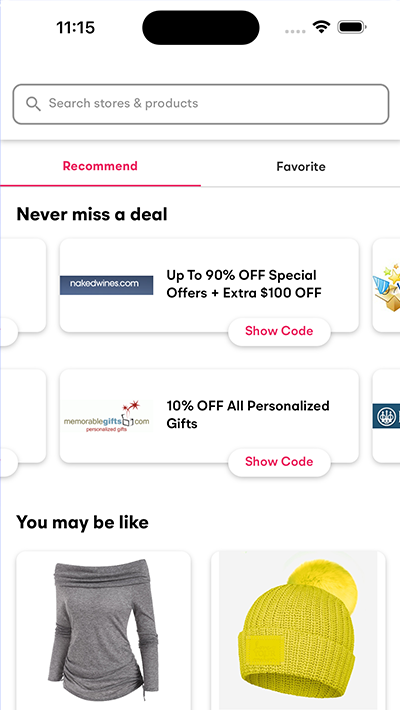 11:15
Search stores & products
Recommend
Favorite
Never miss a deal
nakedwines.com
Up To 90% OFF Special
Offers + Extra $100 OFF
Show Code
memorablegifts.com
personalized gifts
10% OFF All Personalized
Gifts
Show Code
You may be like